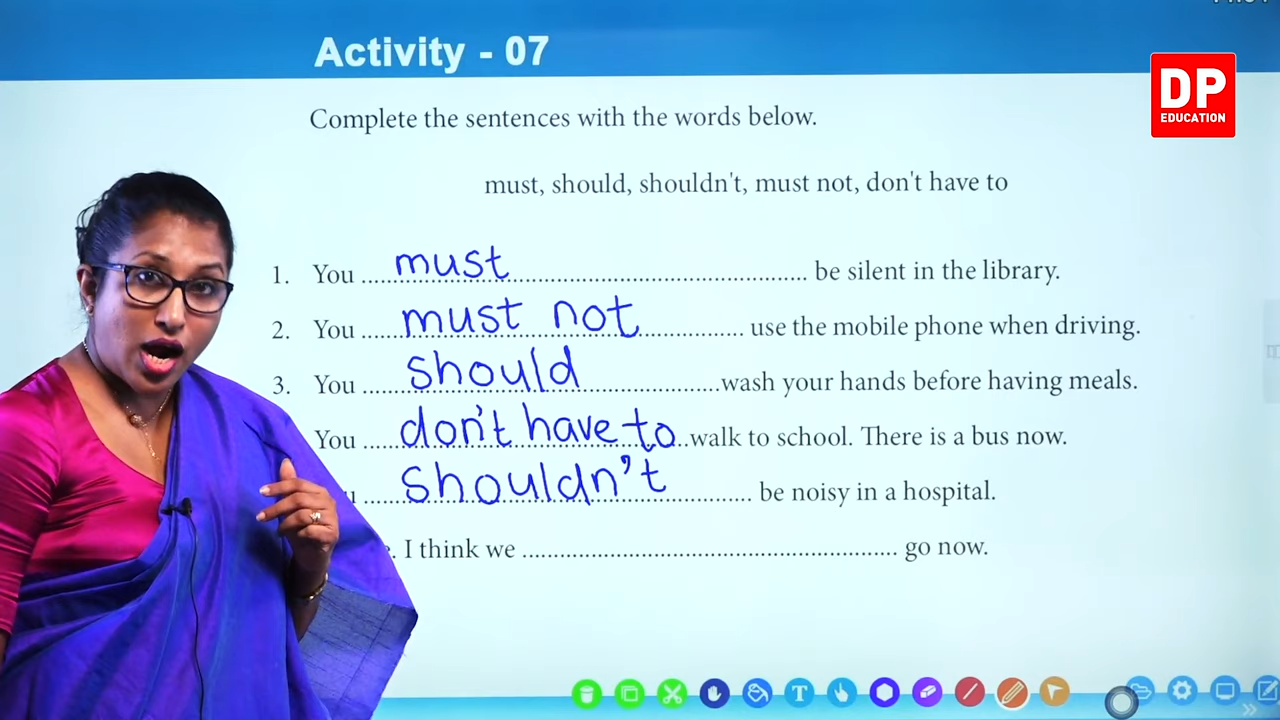 Activity - 07
DP
EDUCATION
Complete the sentences with the words below.
must, should, shouldn't, must not, don't have to
1. You .... must .... be silent in the library.
2. You .... must not .... use the mobile phone when driving.
3. You .... should .... wash your hands before having meals.
You .... don't have to .... walk to school. There is a bus now.
.... shouldn't .... be noisy in a hospital.
I think we .... go now.